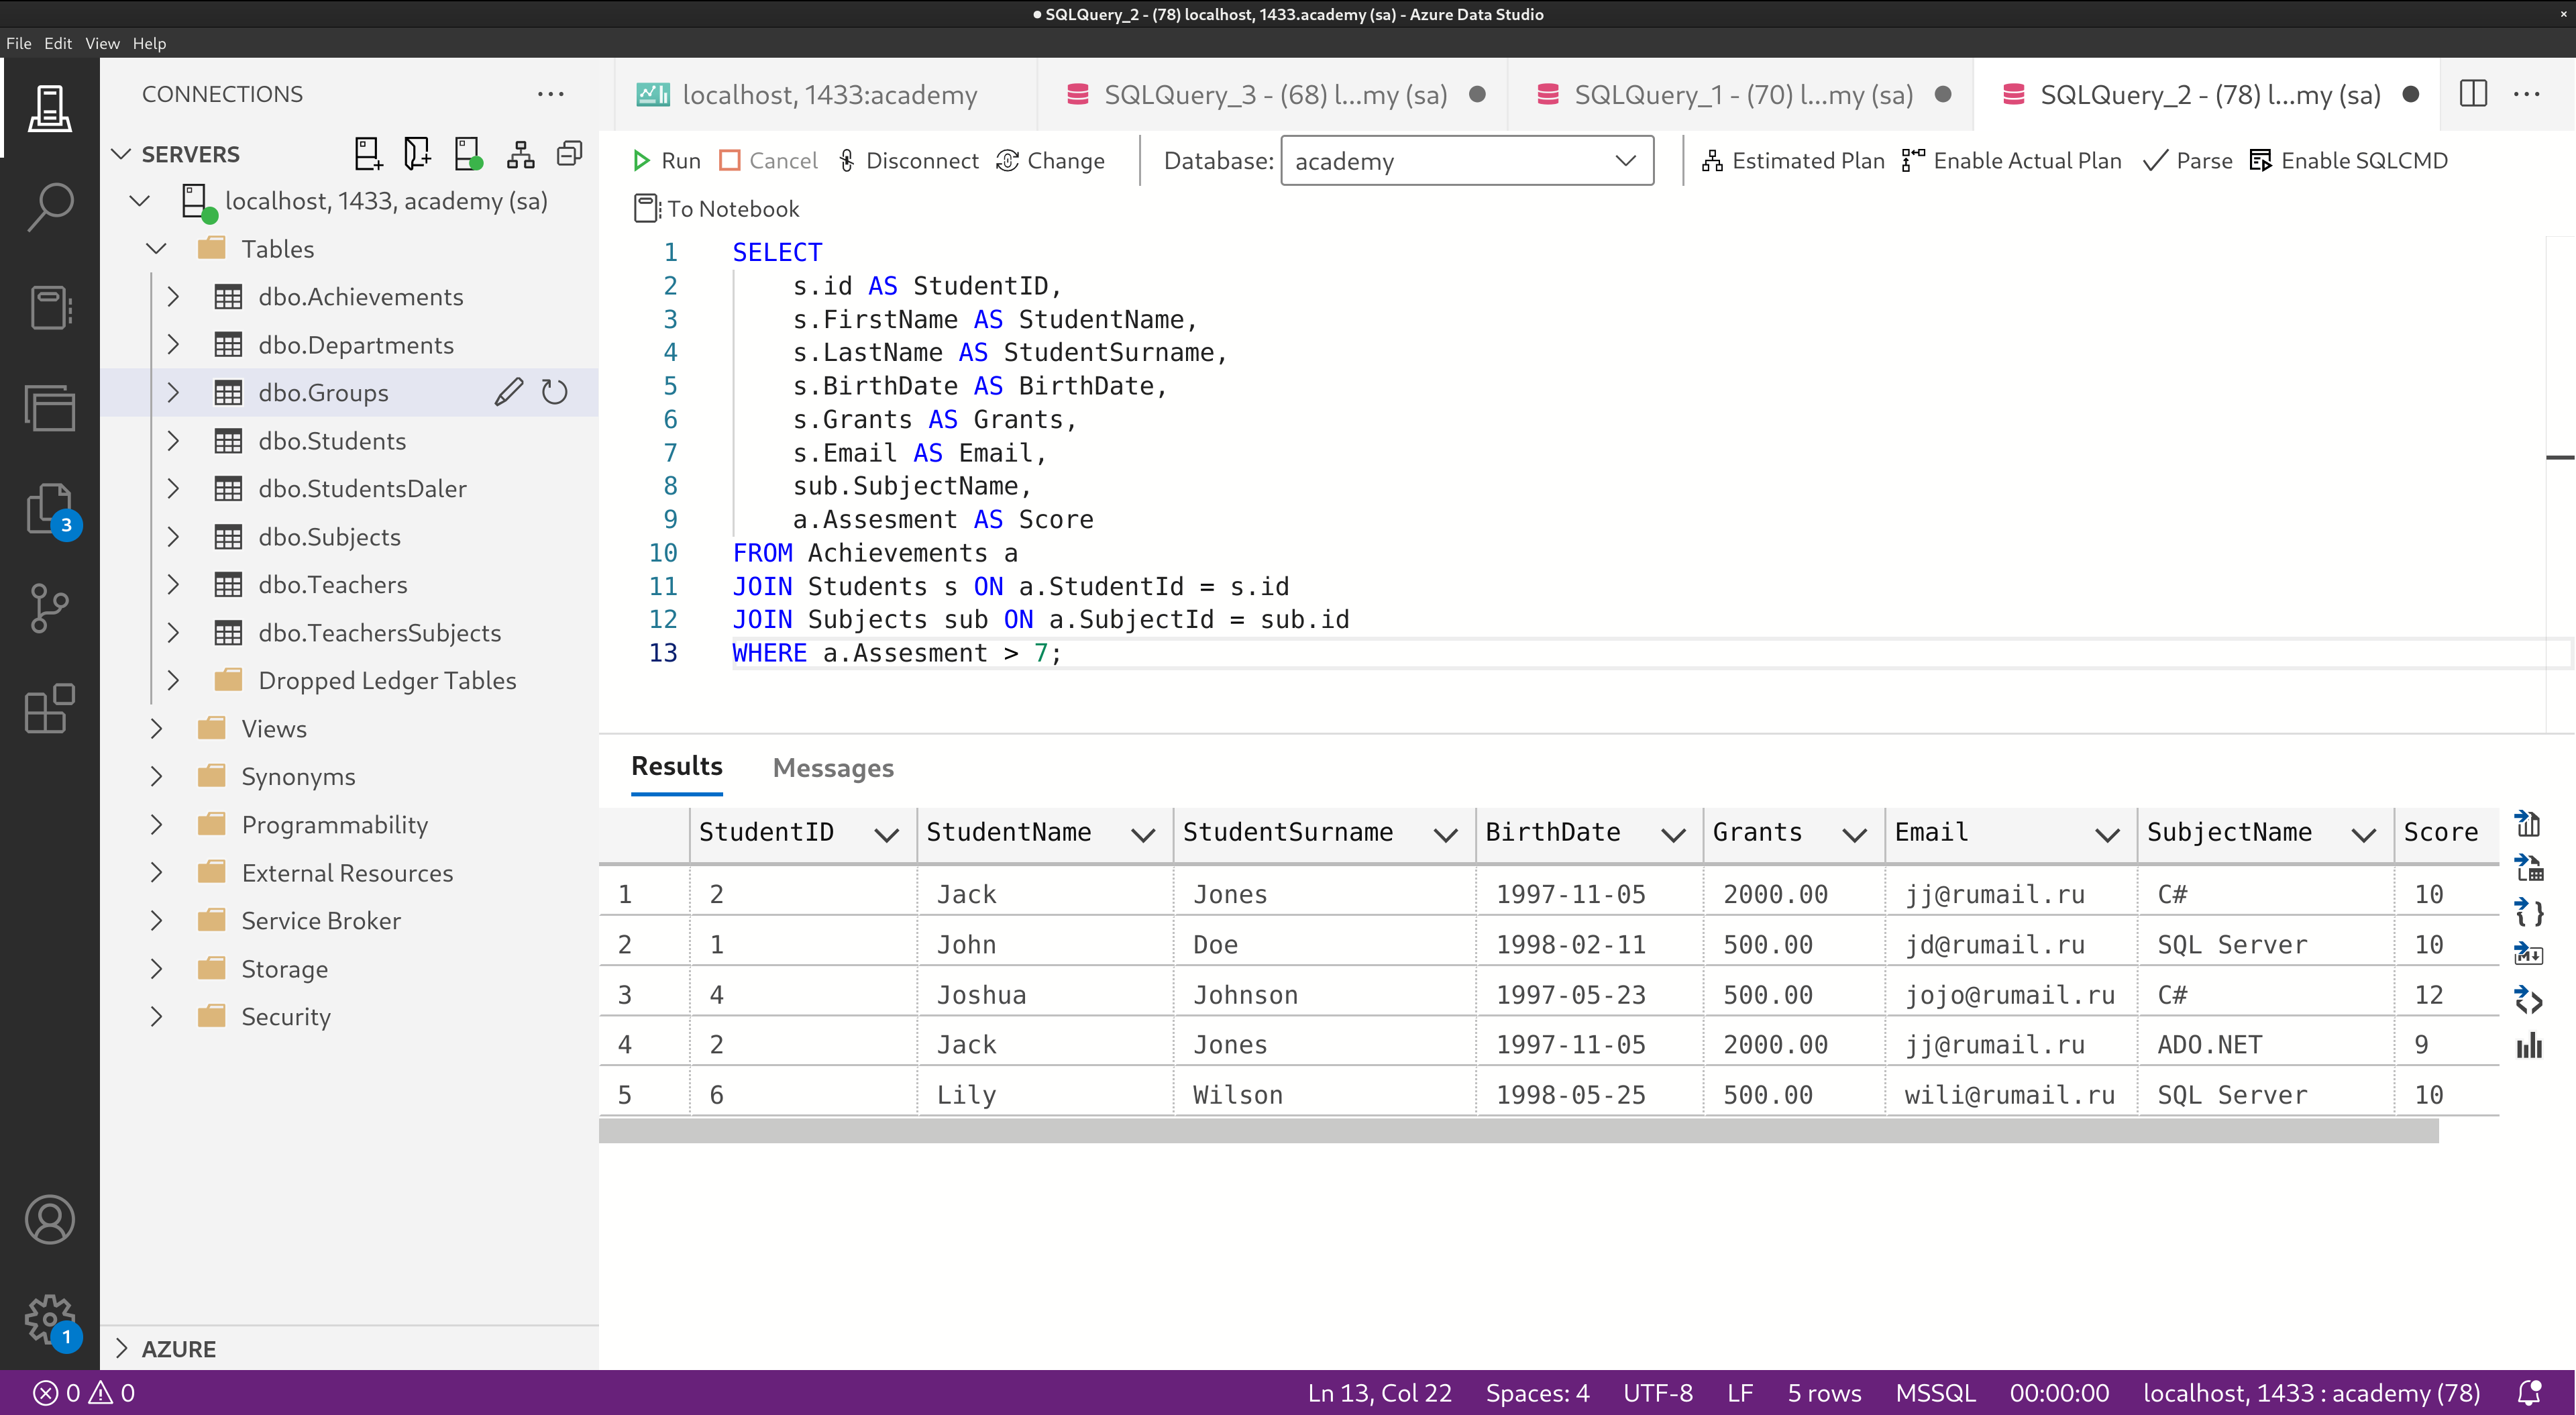 ● SQLQuery_2 - (78) localhost, 1433.academy (sa) - Azure Data Studio
File Edit View Help
CONNECTIONS
localhost, 1433:academy
SQLQuery_3 - (68) l...my (sa)
SQLQuery_1 - (70) l...my (sa)
SQLQuery_2 - (78) l...my (sa)
SERVERS
Run Cancel Disconnect Change Database: academy Estimated Plan Enable Actual Plan Parse Enable SQLCMD
To Notebook
localhost, 1433, academy (sa)
Tables
dbo.Achievements
dbo.Departments
dbo.Groups
dbo.Students
dbo.StudentsDaler
dbo.Subjects
dbo.Teachers
dbo.TeachersSubjects
Dropped Ledger Tables
Views
Synonyms
Programmability
External Resources
Service Broker
Storage
Security
AZURE
3
1
1 SELECT
2 s.id AS StudentID,
3 s.FirstName AS StudentName,
4 s.LastName AS StudentSurname,
5 s.BirthDate AS BirthDate,
6 s.Grants AS Grants,
7 s.Email AS Email,
8 sub.SubjectName,
9 a.Assesment AS Score
10 FROM Achievements a
11 JOIN Students s ON a.StudentId = s.id
12 JOIN Subjects sub ON a.SubjectId = sub.id
13 WHERE a.Assesment > 7;
Results Messages
StudentID StudentName StudentSurname BirthDate Grants Email SubjectName Score
1 2 Jack Jones 1997-11-05 2000.00 jj@rumail.ru C# 10
2 1 John Doe 1998-02-11 500.00 jd@rumail.ru SQL Server 10
3 4 Joshua Johnson 1997-05-23 500.00 jojo@rumail.ru C# 12
4 2 Jack Jones 1997-11-05 2000.00 jj@rumail.ru ADO.NET 9
5 6 Lily Wilson 1998-05-25 500.00 wili@rumail.ru SQL Server 10
0 0 Ln 13, Col 22 Spaces: 4 UTF-8 LF 5 rows MSSQL 00:00:00 localhost, 1433 : academy (78)